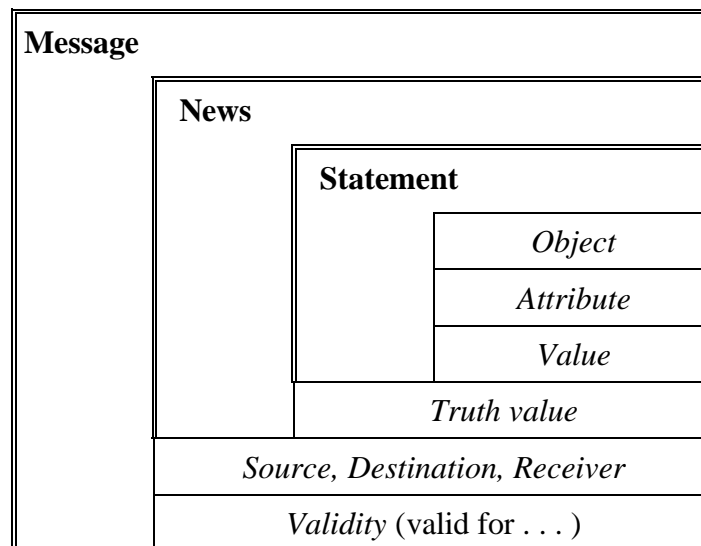 Message
News
Statement
Object
Attribute
Value
Truth value
Source, Destination, Receiver
Validity (valid for . . . )